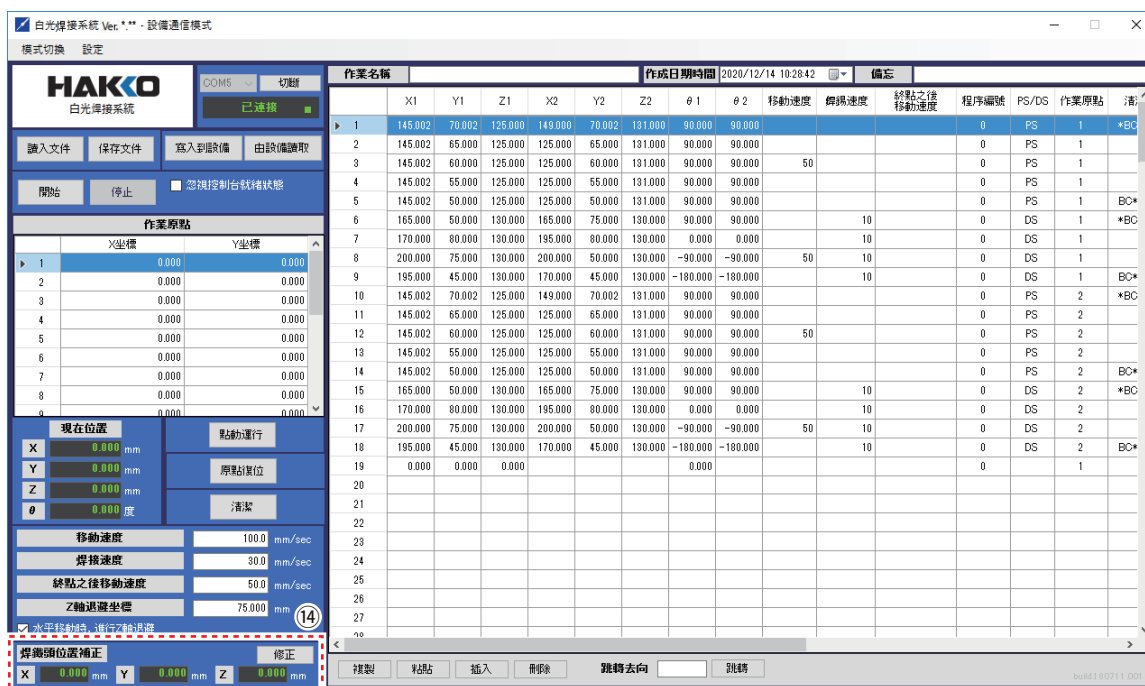 白光焊接系統 Ver. *.** - 設備通信模式
模式切換 設定
HAKKO
白光焊接系統
COM5 切斷
已連接
讀入文件 保存文件 寫入到設備 由設備讀取
開始 停止 忽視控制台就緒狀態
作業原點
X坐標 Y坐標
1 0.000 0.000
2 0.000 0.000
3 0.000 0.000
4 0.000 0.000
5 0.000 0.000
6 0.000 0.000
7 0.000 0.000
8 0.000 0.000
9 0.000 0.000
現在位置
X 0.000 mm
Y 0.000 mm
Z 0.000 mm
θ 0.000 度
點動運行
原點復位
清潔
移動速度 100.0 mm/sec
焊接速度 30.0 mm/sec
終點之後移動速度 50.0 mm/sec
Z軸退避坐標 75.000 mm
⑭
水平移動時, 進行Z軸退避
焊鐵頭位置補正 修正
X 0.000 mm Y 0.000 mm Z 0.000 mm
作業名稱 作成日期時間 2020/12/14 10:28:42 備忘
X1 Y1 Z1 X2 Y2 Z2 θ1 θ2 移動速度 焊錫速度 終點之後移動速度 程序編號 PS/DS 作業原點
1 145.002 70.002 125.000 149.000 70.002 131.000 90.000 90.000 0 PS 1 *BC
2 145.002 65.000 125.000 125.000 65.000 131.000 90.000 90.000 0 PS 1
3 145.002 60.000 125.000 125.000 60.000 131.000 90.000 90.000 50 0 PS 1
4 145.002 55.000 125.000 125.000 55.000 131.000 90.000 90.000 0 PS 1
5 145.002 50.000 125.000 125.000 50.000 131.000 90.000 90.000 0 PS 1 BC*
6 165.000 50.000 130.000 165.000 75.000 130.000 90.000 90.000 10 0 DS 1 *BC
7 170.000 80.000 130.000 195.000 80.000 130.000 0.000 0.000 10 0 DS 1
8 200.000 75.000 130.000 200.000 50.000 130.000 -90.000 -90.000 50 10 0 DS 1
9 195.000 45.000 130.000 170.000 45.000 130.000 -180.000 -180.000 10 0 DS 1 BC*
10 145.002 70.002 125.000 149.000 70.002 131.000 90.000 90.000 0 PS 2 *BC
11 145.002 65.000 125.000 125.000 65.000 131.000 90.000 90.000 0 PS 2
12 145.002 60.000 125.000 125.000 60.000 131.000 90.000 90.000 50 0 PS 2
13 145.002 55.000 125.000 125.000 55.000 131.000 90.000 90.000 0 PS 2
14 145.002 50.000 125.000 125.000 50.000 131.000 90.000 90.000 0 PS 2 BC*
15 165.000 50.000 130.000 165.000 75.000 130.000 90.000 90.000 10 0 DS 2 *BC
16 170.000 80.000 130.000 195.000 80.000 130.000 0.000 0.000 10 0 DS 2
17 200.000 75.000 130.000 200.000 50.000 130.000 -90.000 -90.000 50 10 0 DS 2
18 195.000 45.000 130.000 170.000 45.000 130.000 -180.000 -180.000 10 0 DS 2 BC*
19 0.000 0.000 0.000 0.000 0 1
20
21
22
23
24
25
26
27
28
複製 粘貼 插入 刪除 跳轉去向 跳轉